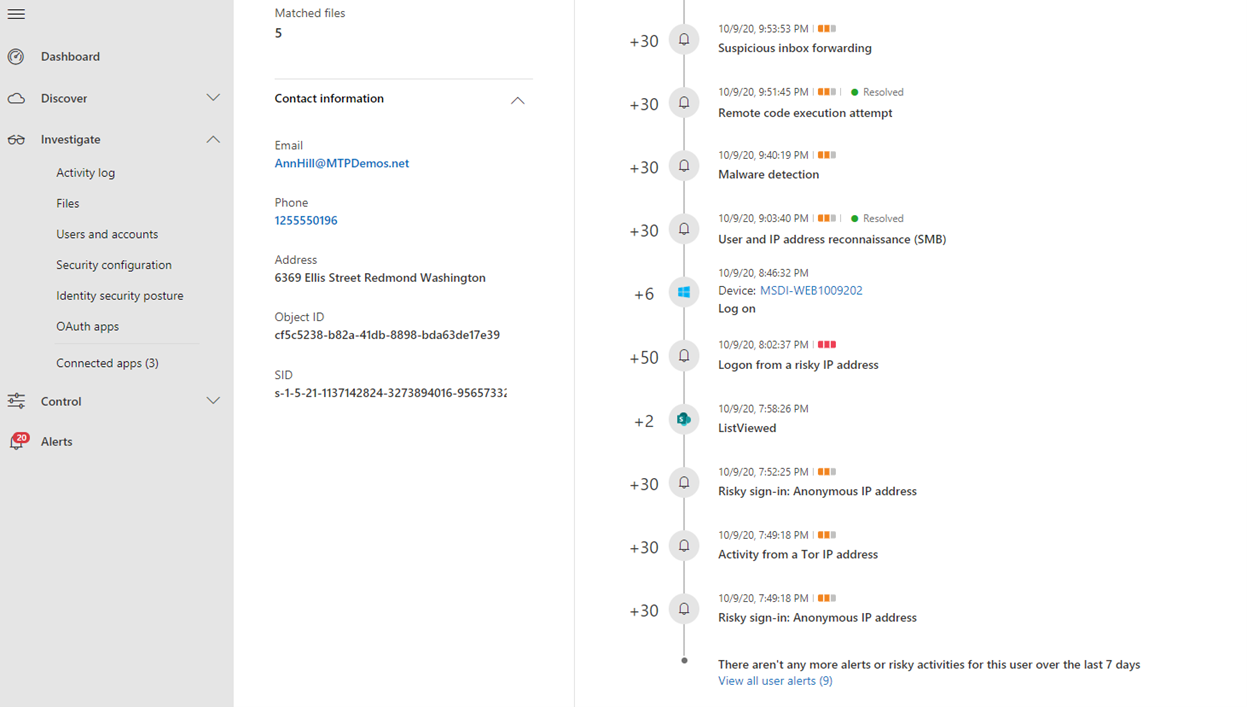 Dashboard
Discover
Investigate
Activity log
Files
Users and accounts
Security configuration
Identity security posture
OAuth apps
Connected apps (3)
Control
20
Alerts
Matched files
5
Contact information
Email
AnnHill@MTPDemos.net
Phone
1255550196
Address
6369 Ellis Street Redmond Washington
Object ID
cf5c5238-b82a-41db-8898-bda63de17e39
SID
s-1-5-21-1137142824-3273894016-95657332
+30
10/9/20, 9:53:53 PM
Suspicious inbox forwarding
+30
10/9/20, 9:51:45 PM Resolved
Remote code execution attempt
+30
10/9/20, 9:40:19 PM
Malware detection
+30
10/9/20, 9:03:40 PM Resolved
User and IP address reconnaissance (SMB)
+6
10/9/20, 8:46:32 PM
Device: MSDI-WEB1009202
Log on
+50
10/9/20, 8:02:37 PM
Logon from a risky IP address
+2
10/9/20, 7:58:26 PM
ListViewed
+30
10/9/20, 7:52:25 PM
Risky sign-in: Anonymous IP address
+30
10/9/20, 7:49:18 PM
Activity from a Tor IP address
+30
10/9/20, 7:49:18 PM
Risky sign-in: Anonymous IP address
There aren't any more alerts or risky activities for this user over the last 7 days
View all user alerts (9)